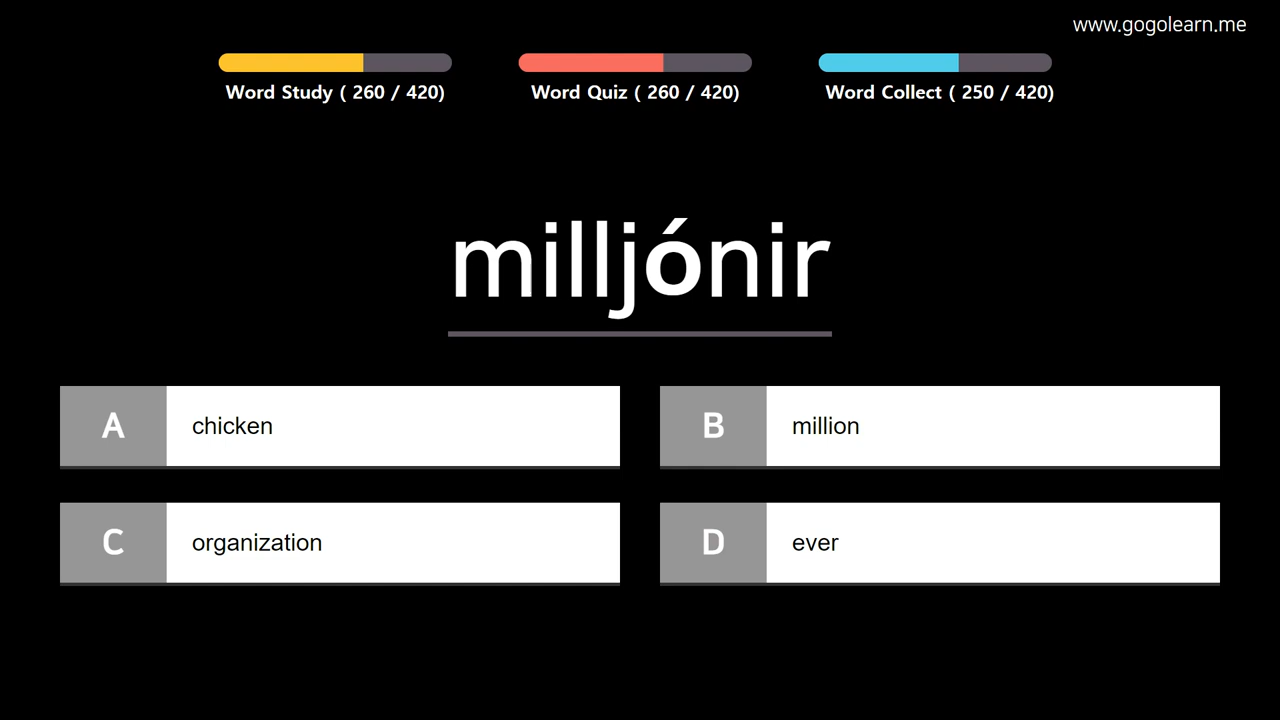 www.gogolearn.me
Word Study ( 260 / 420)
Word Quiz ( 260 / 420)
Word Collect ( 250 / 420)
milljónir
A chicken
B million
C organization
D ever